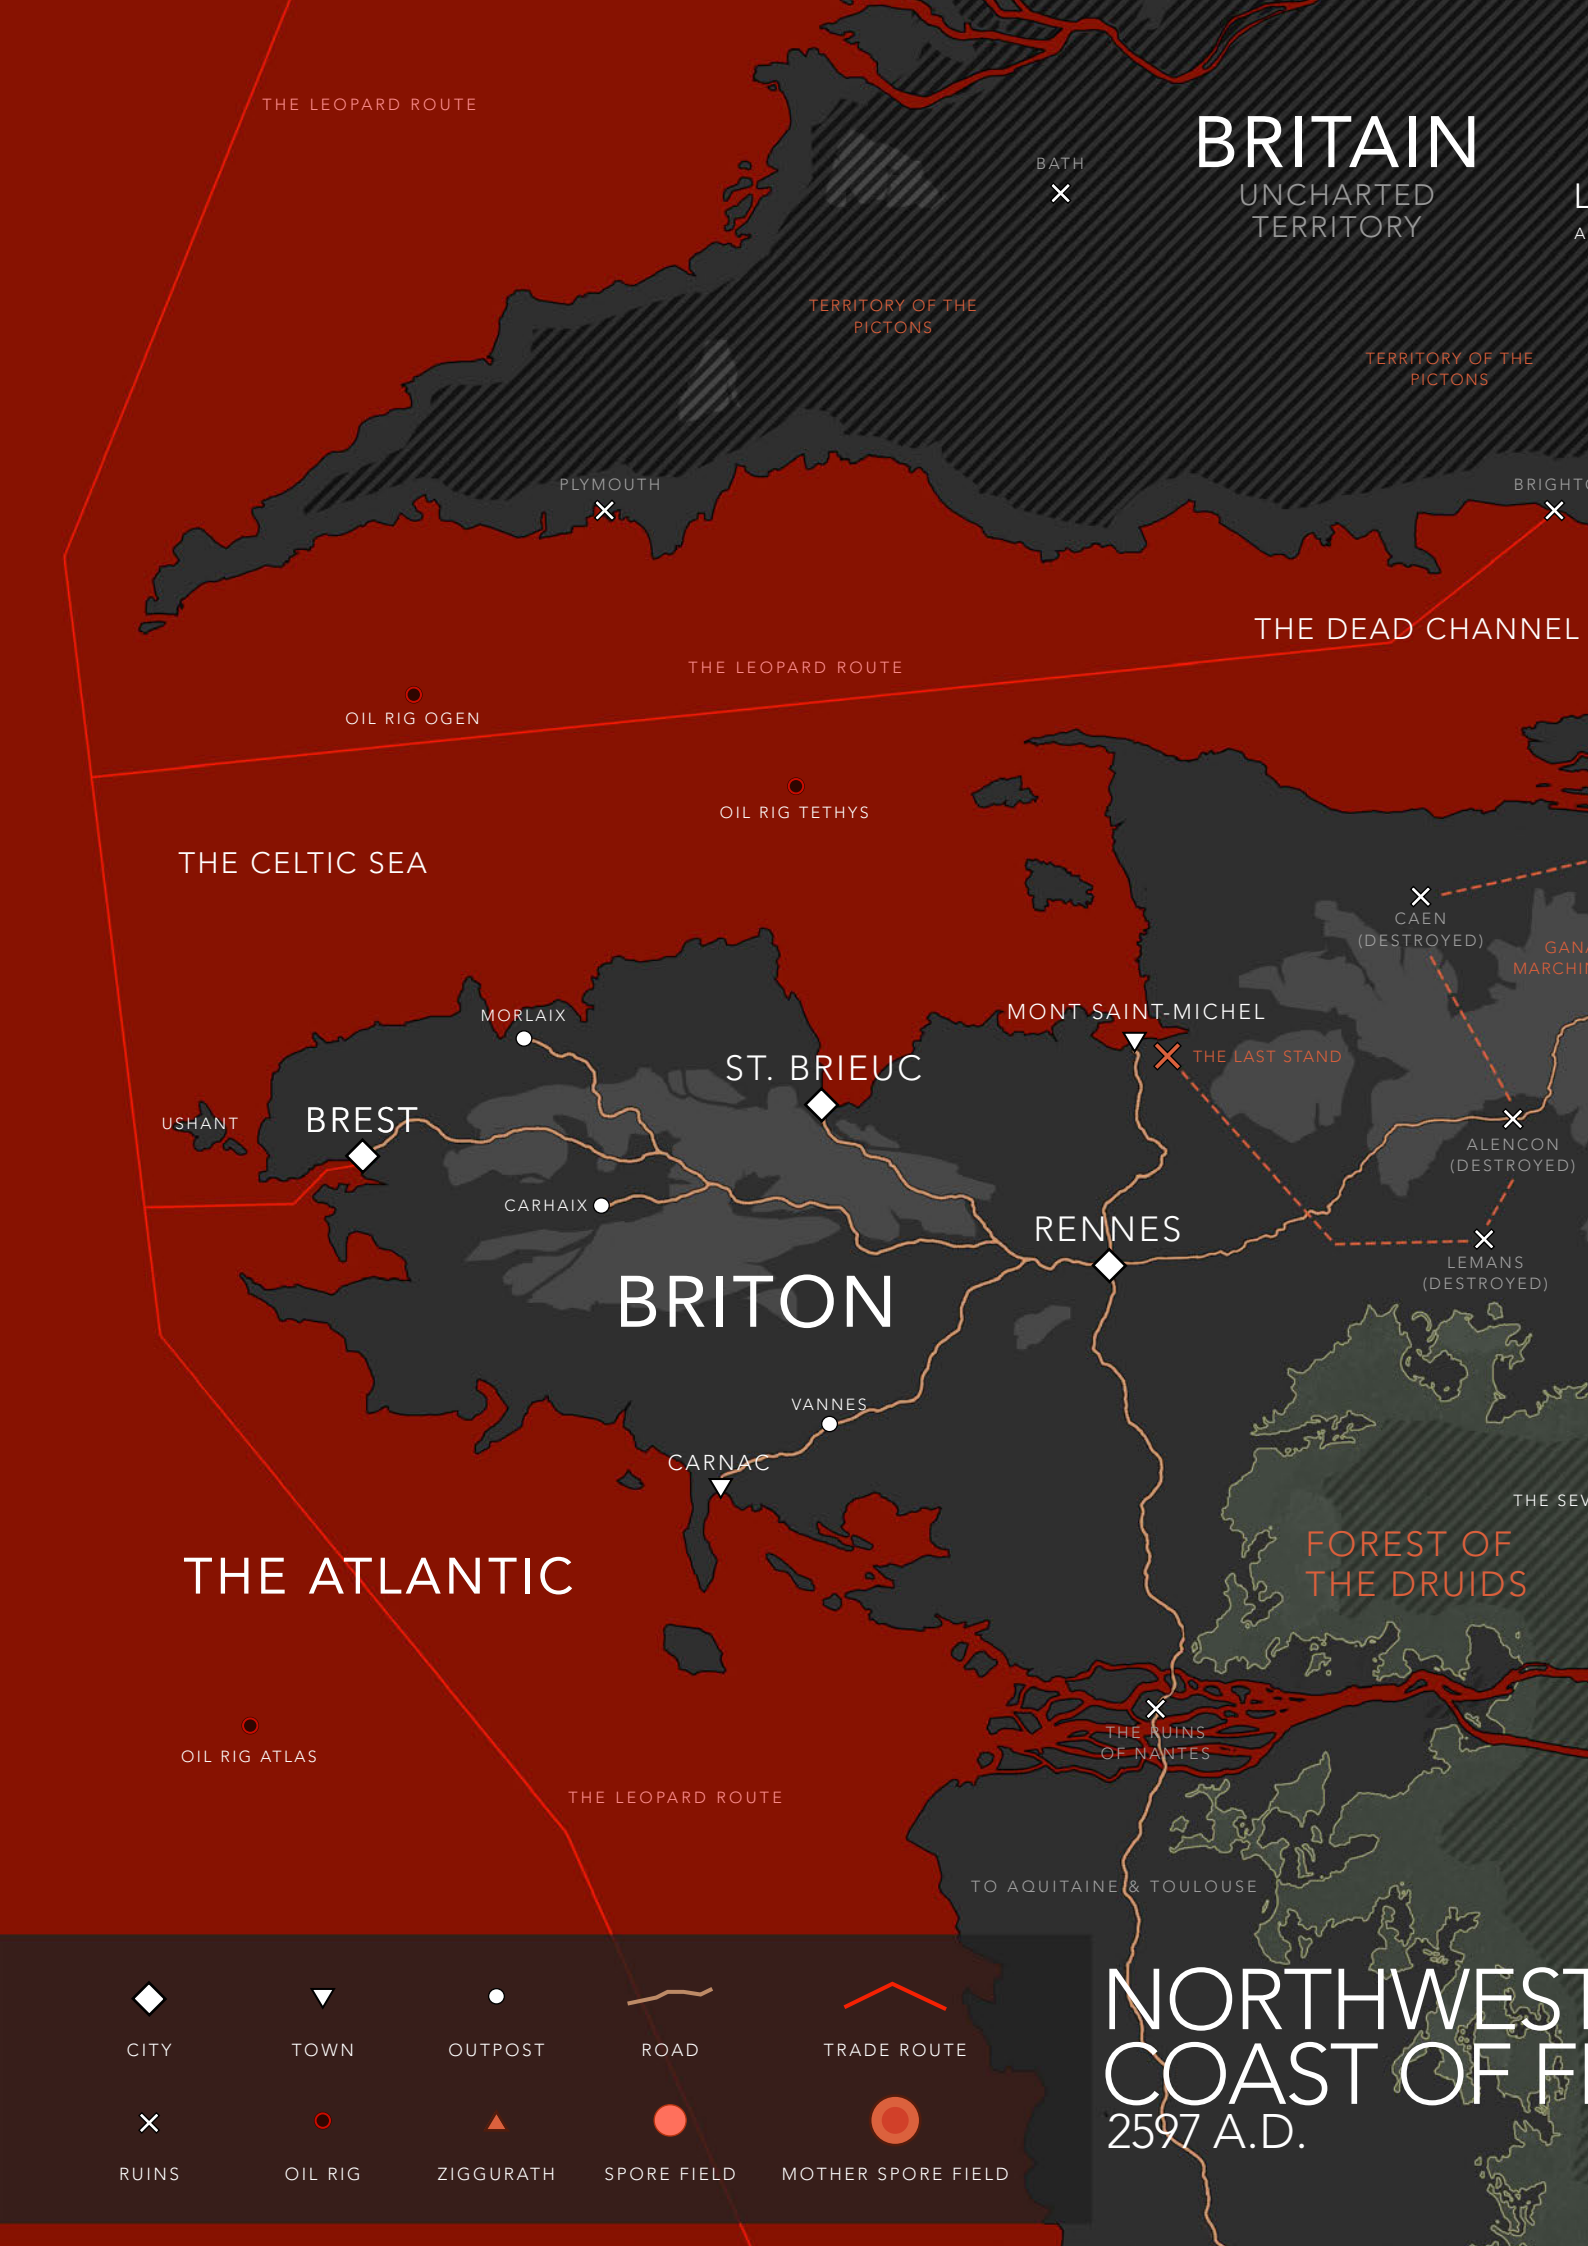 THE LEOPARD ROUTE
BRITAIN
UNCHARTED
TERRITORY
BATH
L
A
TERRITORY OF THE
PICTONS
TERRITORY OF THE
PICTONS
PLYMOUTH
THE DEAD CHANNEL
THE LEOPARD ROUTE
OIL RIG OGEN
OIL RIG TETHYS
THE CELTIC SEA
CAEN
(DESTROYED)
MORLAIX
MONT SAINT-MICHEL
ST. BRIEUC
THE LAST STAND
USHANT
BREST
ALENCON
(DESTROYED)
CARHAIX
RENNES
LEMANS
(DESTROYED)
BRITON
VANNES
CARNAC
THE
FOREST OF
THE DRUIDS
THE ATLANTIC
THE RUINS
OF NANTES
OIL RIG ATLAS
THE LEOPARD ROUTE
TO AQUITAINE & TOULOUSE
NORTHWEST
COAST OF
2597 A.D.
CITY
TOWN
OUTPOST
ROAD
TRADE ROUTE
RUINS
OIL RIG
ZIGGURATH
SPORE FIELD
MOTHER SPORE FIELD